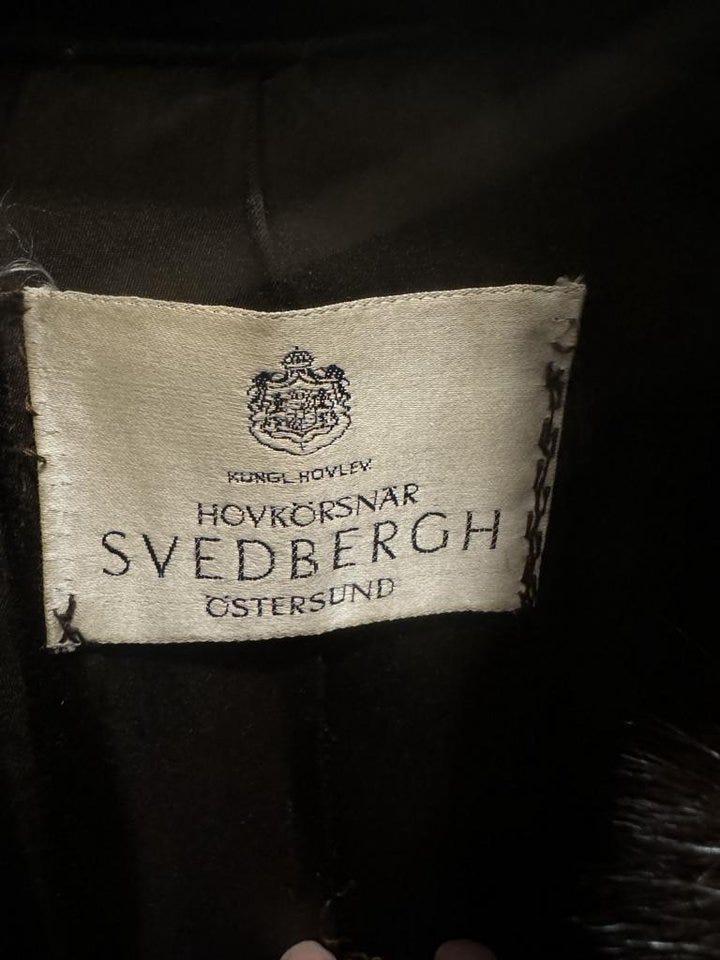 KUNGL. HOVLEV.
HOVKÖRSNÄR
SVEDBERGH
ÖSTERSUND